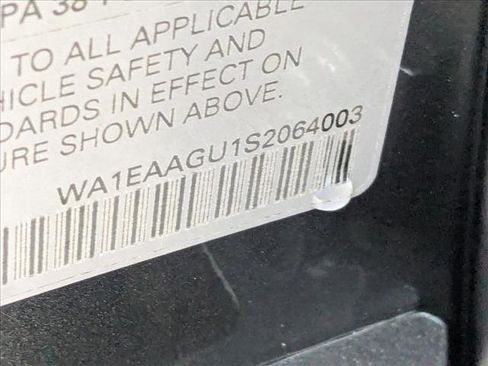 PA 38
TO ALL APPLICABLE
HICLE SAFETY AND
DARDS IN EFFECT ON
URE SHOWN ABOVE.
WA1EAAGU1S2064003